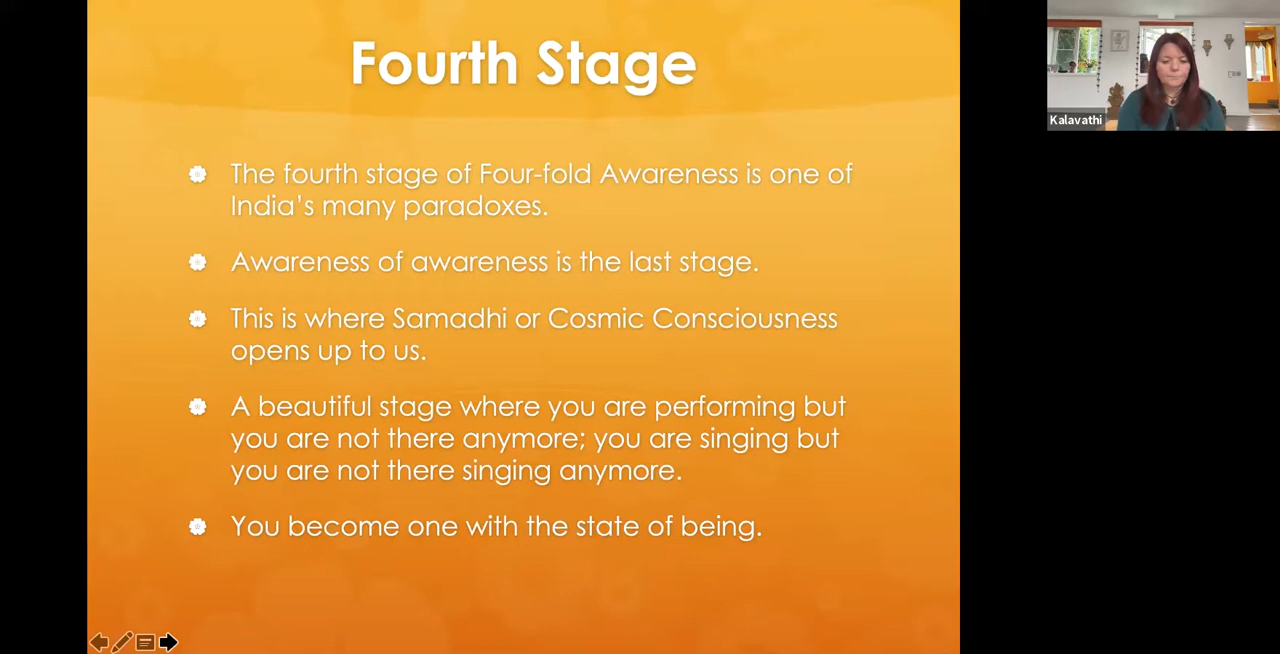 Fourth Stage
The fourth stage of Four-fold Awareness is one of
India's many paradoxes.
Awareness of awareness is the last stage.
This is where Samadhi or Cosmic Consciousness
opens up to us.
A beautiful stage where you are performing but
you are not there anymore; you are singing but
you are not there singing anymore.
You become one with the state of being.
Kalavathi